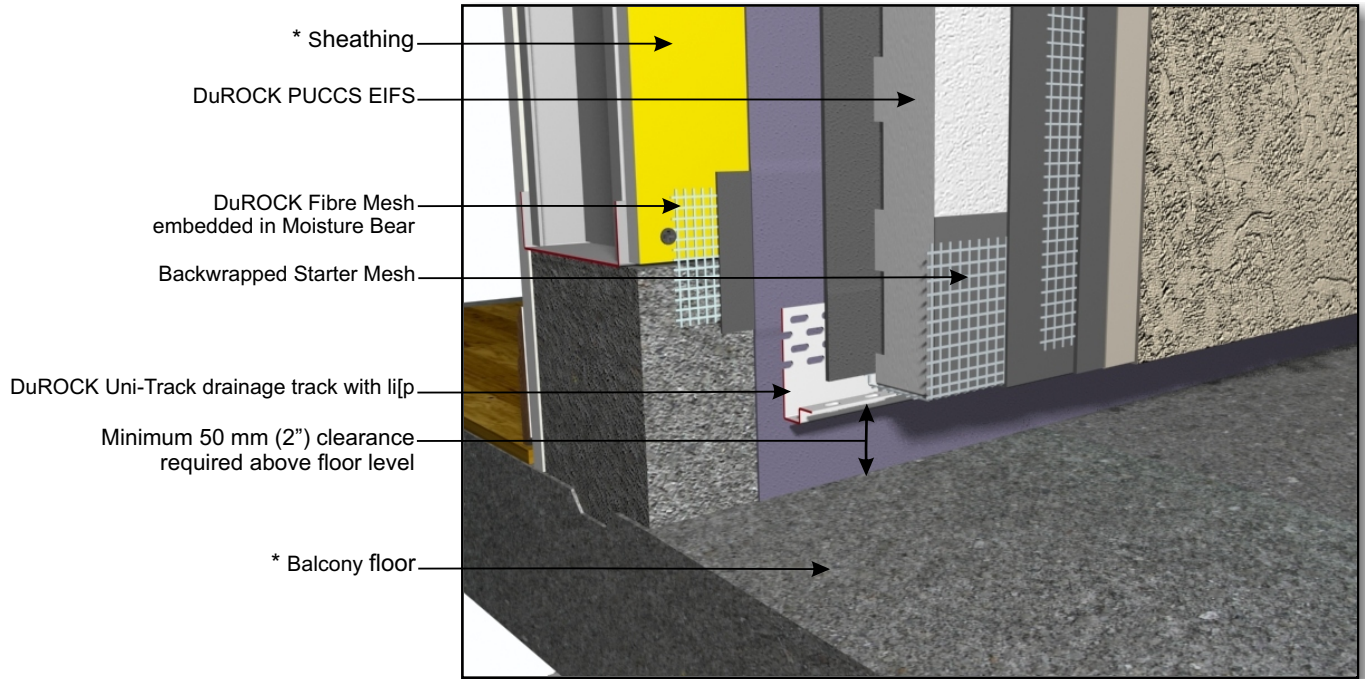 * Sheathing
DuROCK PUCCS EIFS
DuROCK Fibre Mesh
embedded in Moisture Bear
Backwrapped Starter Mesh
DuROCK Uni-Track drainage track with li[p
Minimum 50 mm (2”) clearance
required above floor level
* Balcony floor